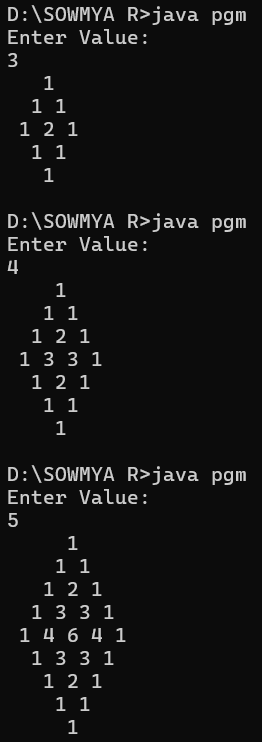 D:\SOWMYA R>java pgm
Enter Value:
3
   1
  1 1
 1 2 1
  1 1
   1

D:\SOWMYA R>java pgm
Enter Value:
4
    1
   1 1
  1 2 1
 1 3 3 1
  1 2 1
   1 1
    1

D:\SOWMYA R>java pgm
Enter Value:
5
     1
    1 1
   1 2 1
  1 3 3 1
 1 4 6 4 1
  1 3 3 1
   1 2 1
    1 1
     1